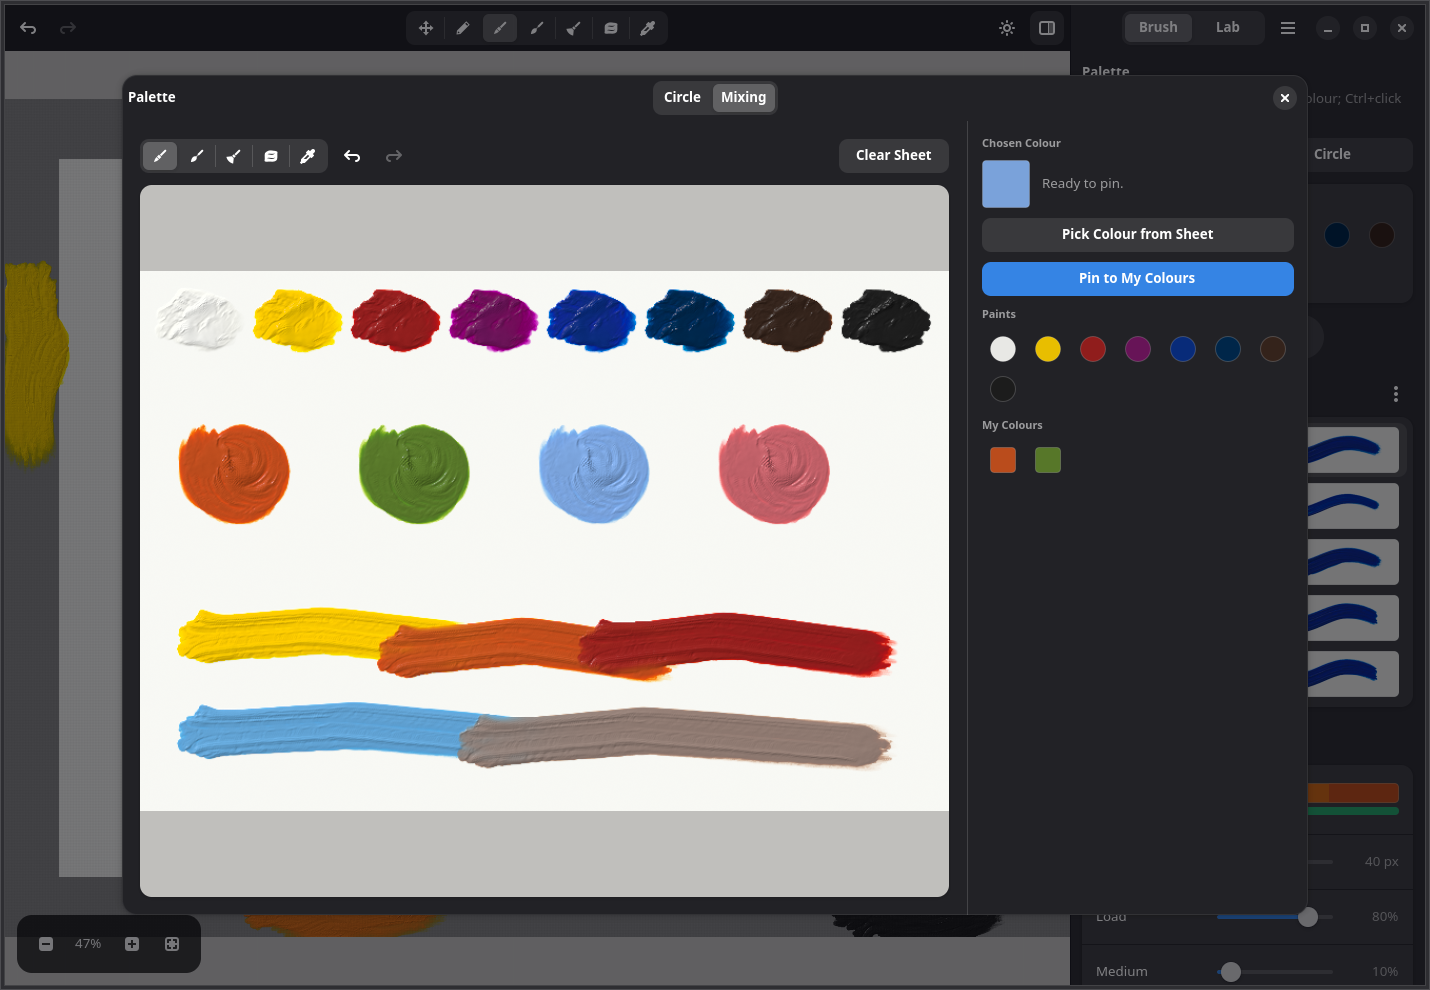 Brush
Lab
Palette
Palette
Circle
Mixing
olour; Ctrl+click
Clear Sheet
Chosen Colour
Circle
Ready to pin.
Pick Colour from Sheet
Pin to My Colours
Paints
My Colours
40 px
Load
80%
47%
Medium
10%